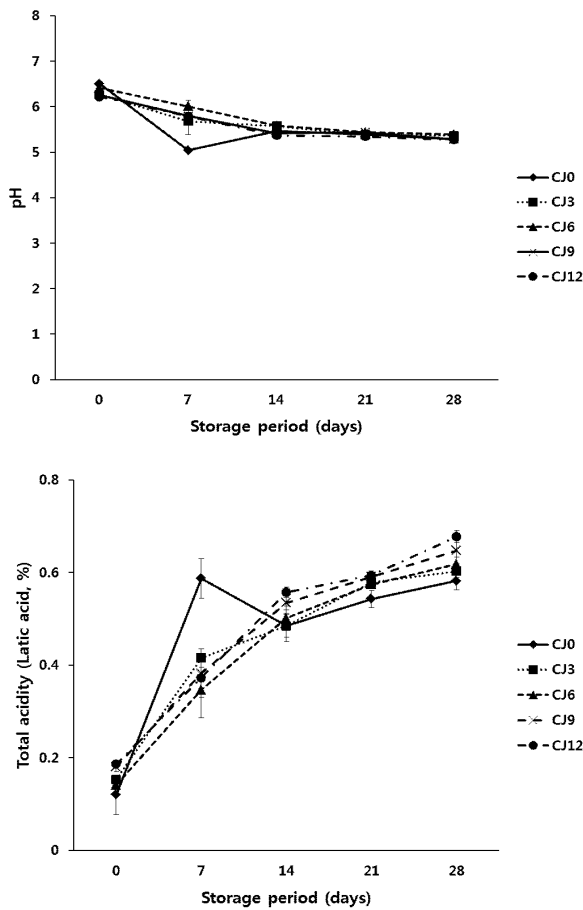 8
7
6
5
4
3
2
1
0
pH
0 7 14 21 28
Storage period (days)
CJ0
CJ3
CJ6
CJ9
CJ12
0.8
0.6
0.4
0.2
0
Total acidity (Latic acid, %)
0 7 14 21 28
Storage period (days)
CJ0
CJ3
CJ6
CJ9
CJ12